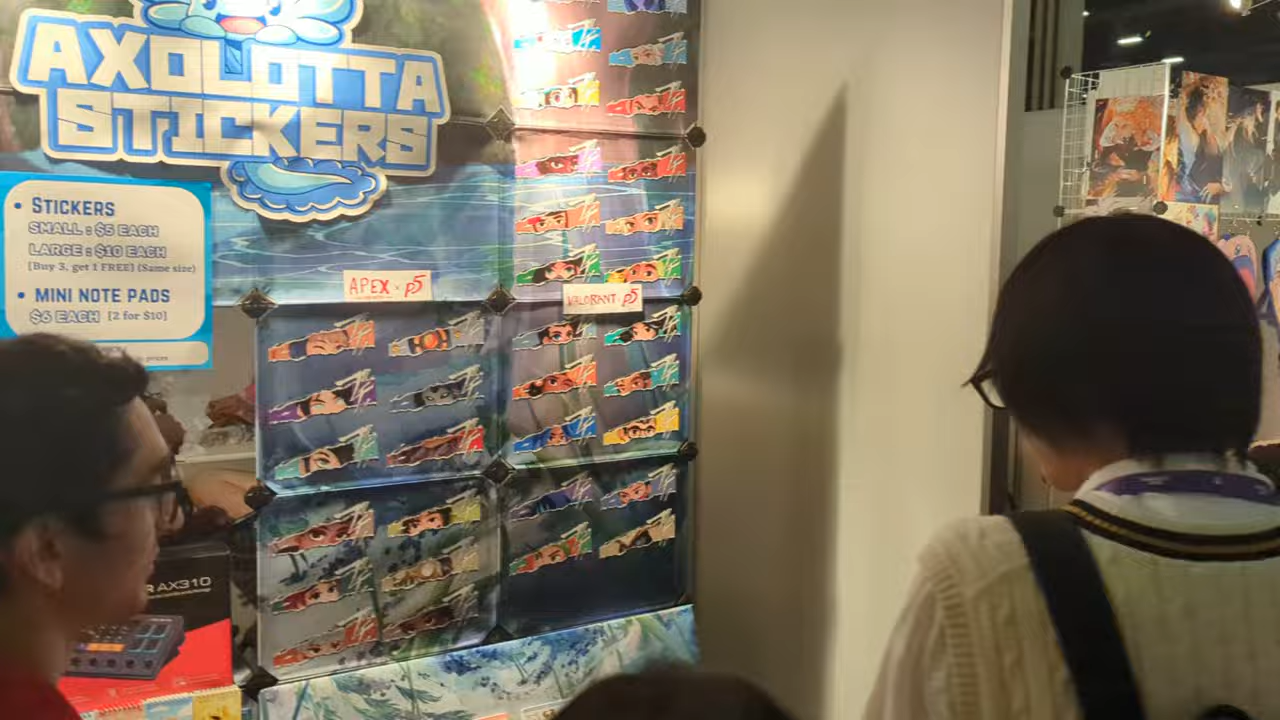 AXOLOTTA
STICKERS
• STICKERS
SMALL : $5 EACH
LARGE : $10 EACH
(Buy 3, get 1 FREE) (Same size)
• MINI NOTE PADS
$6 EACH [2 for $10]
prices
APEX × P5
VALORANT × P5
AX310